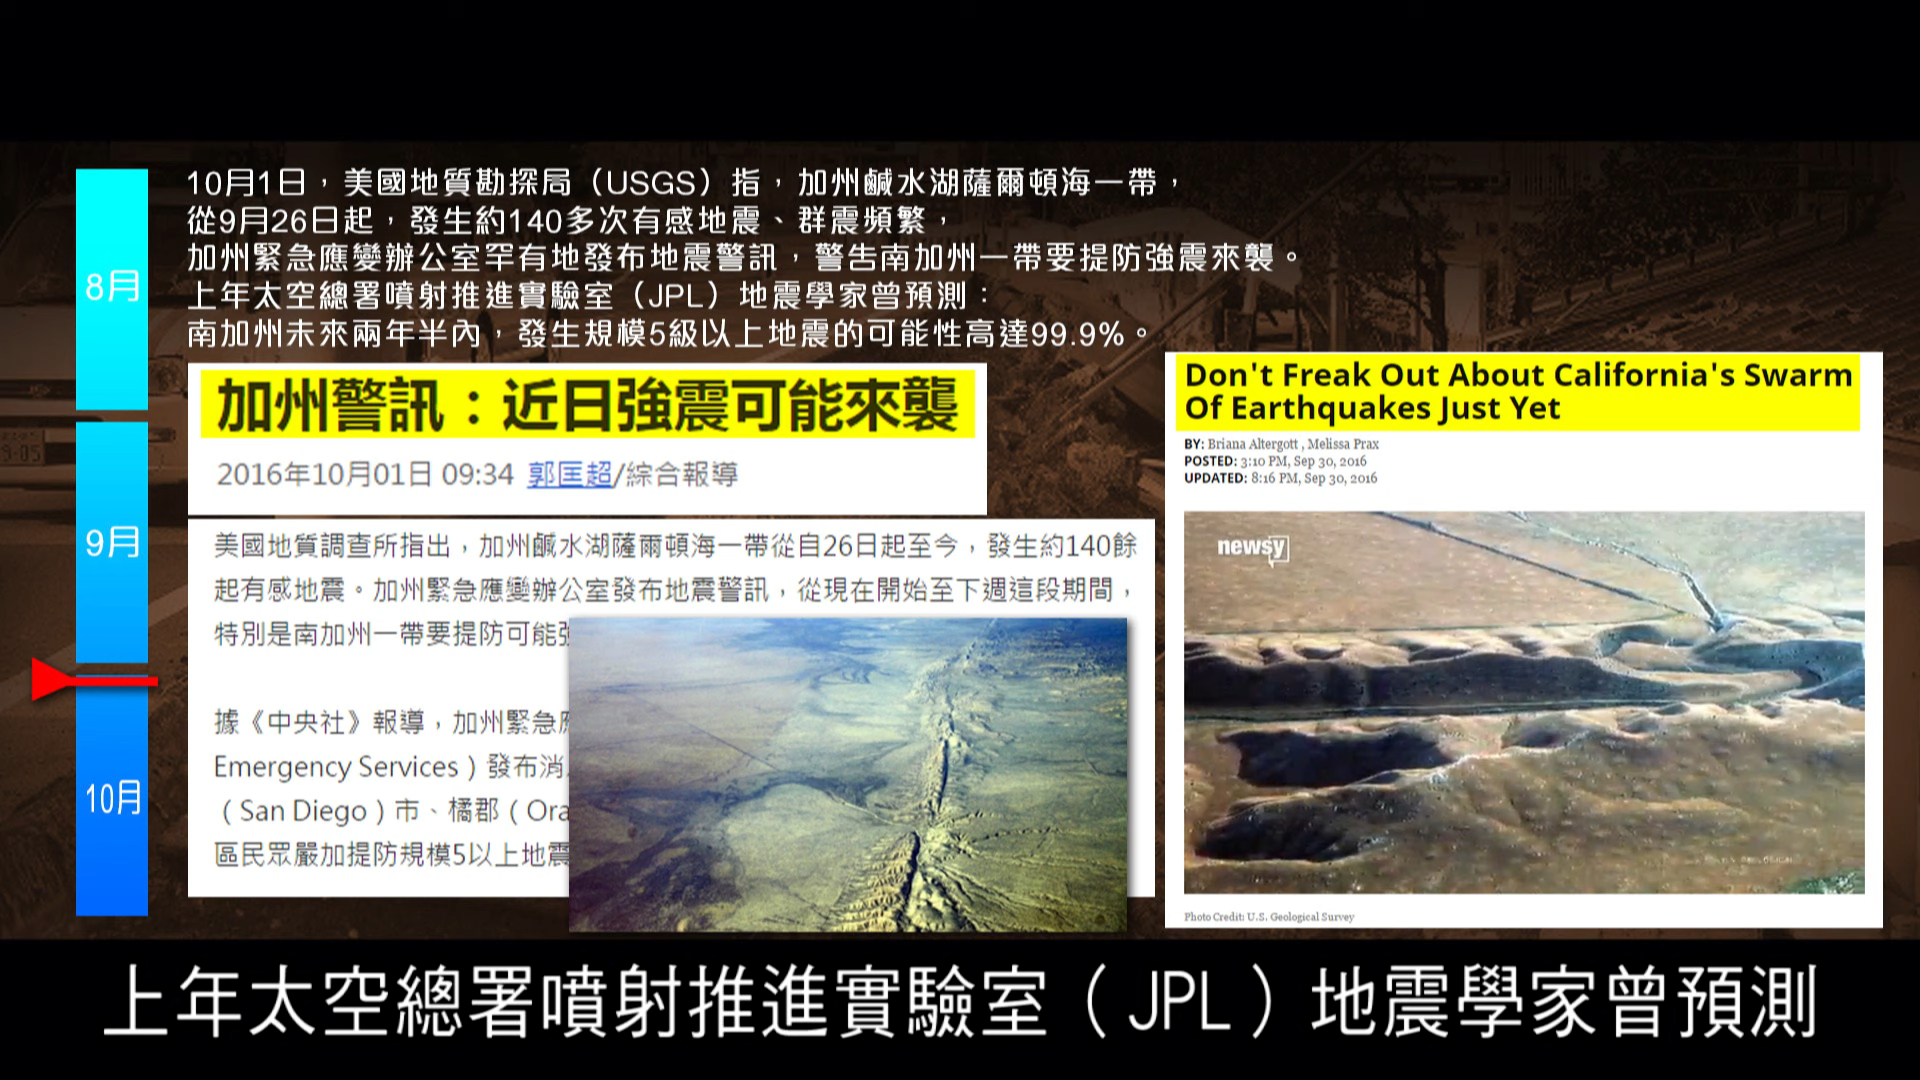 10月1日，美國地質勘探局（USGS）指，加州鹹水湖薩爾頓海一帶，
從9月26日起，發生約140多次有感地震、群震頻繁，
加州緊急應變辦公室罕有地發布地震警訊，警告南加州一帶要提防強震來襲。
上年太空總署噴射推進實驗室（JPL）地震學家曾預測：
南加州未來兩年半內，發生規模5級以上地震的可能性高達99.9%。
8月
9月
10月
加州警訊：近日強震可能來襲
2016年10月01日 09:34 郭匡超/綜合報導
美國地質調查所指出，加州鹹水湖薩爾頓海一帶從自26日起至今，發生約140餘
起有感地震。加州緊急應變辦公室發布地震警訊，從現在開始至下週這段期間，
特別是南加州一帶要提防可能強
據《中央社》報導，加州緊急應
Emergency Services）發布消
（San Diego）市、橘郡（Ora
區民眾嚴加提防規模5以上地震
Don't Freak Out About California's Swarm
Of Earthquakes Just Yet
BY: Briana Altergott , Melissa Prax
POSTED: 3:10 PM, Sep 30, 2016
UPDATED: 8:16 PM, Sep 30, 2016
newsy
Photo Credit: U.S. Geological Survey
上年太空總署噴射推進實驗室（JPL）地震學家曾預測